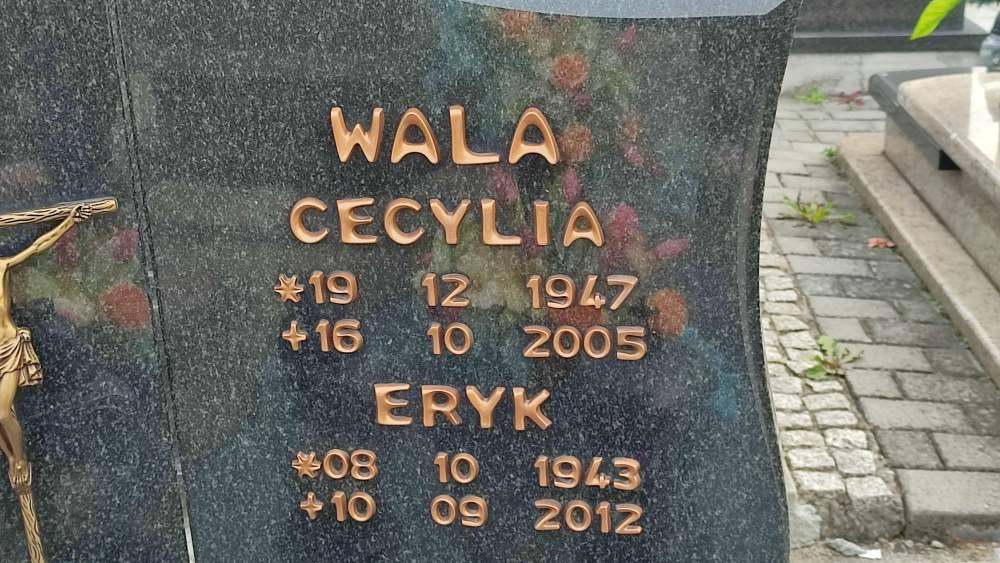 WALA
CECYLIA
*19 12 1947
+16 10 2005
ERYK
*08 10 1943
+10 09 2012